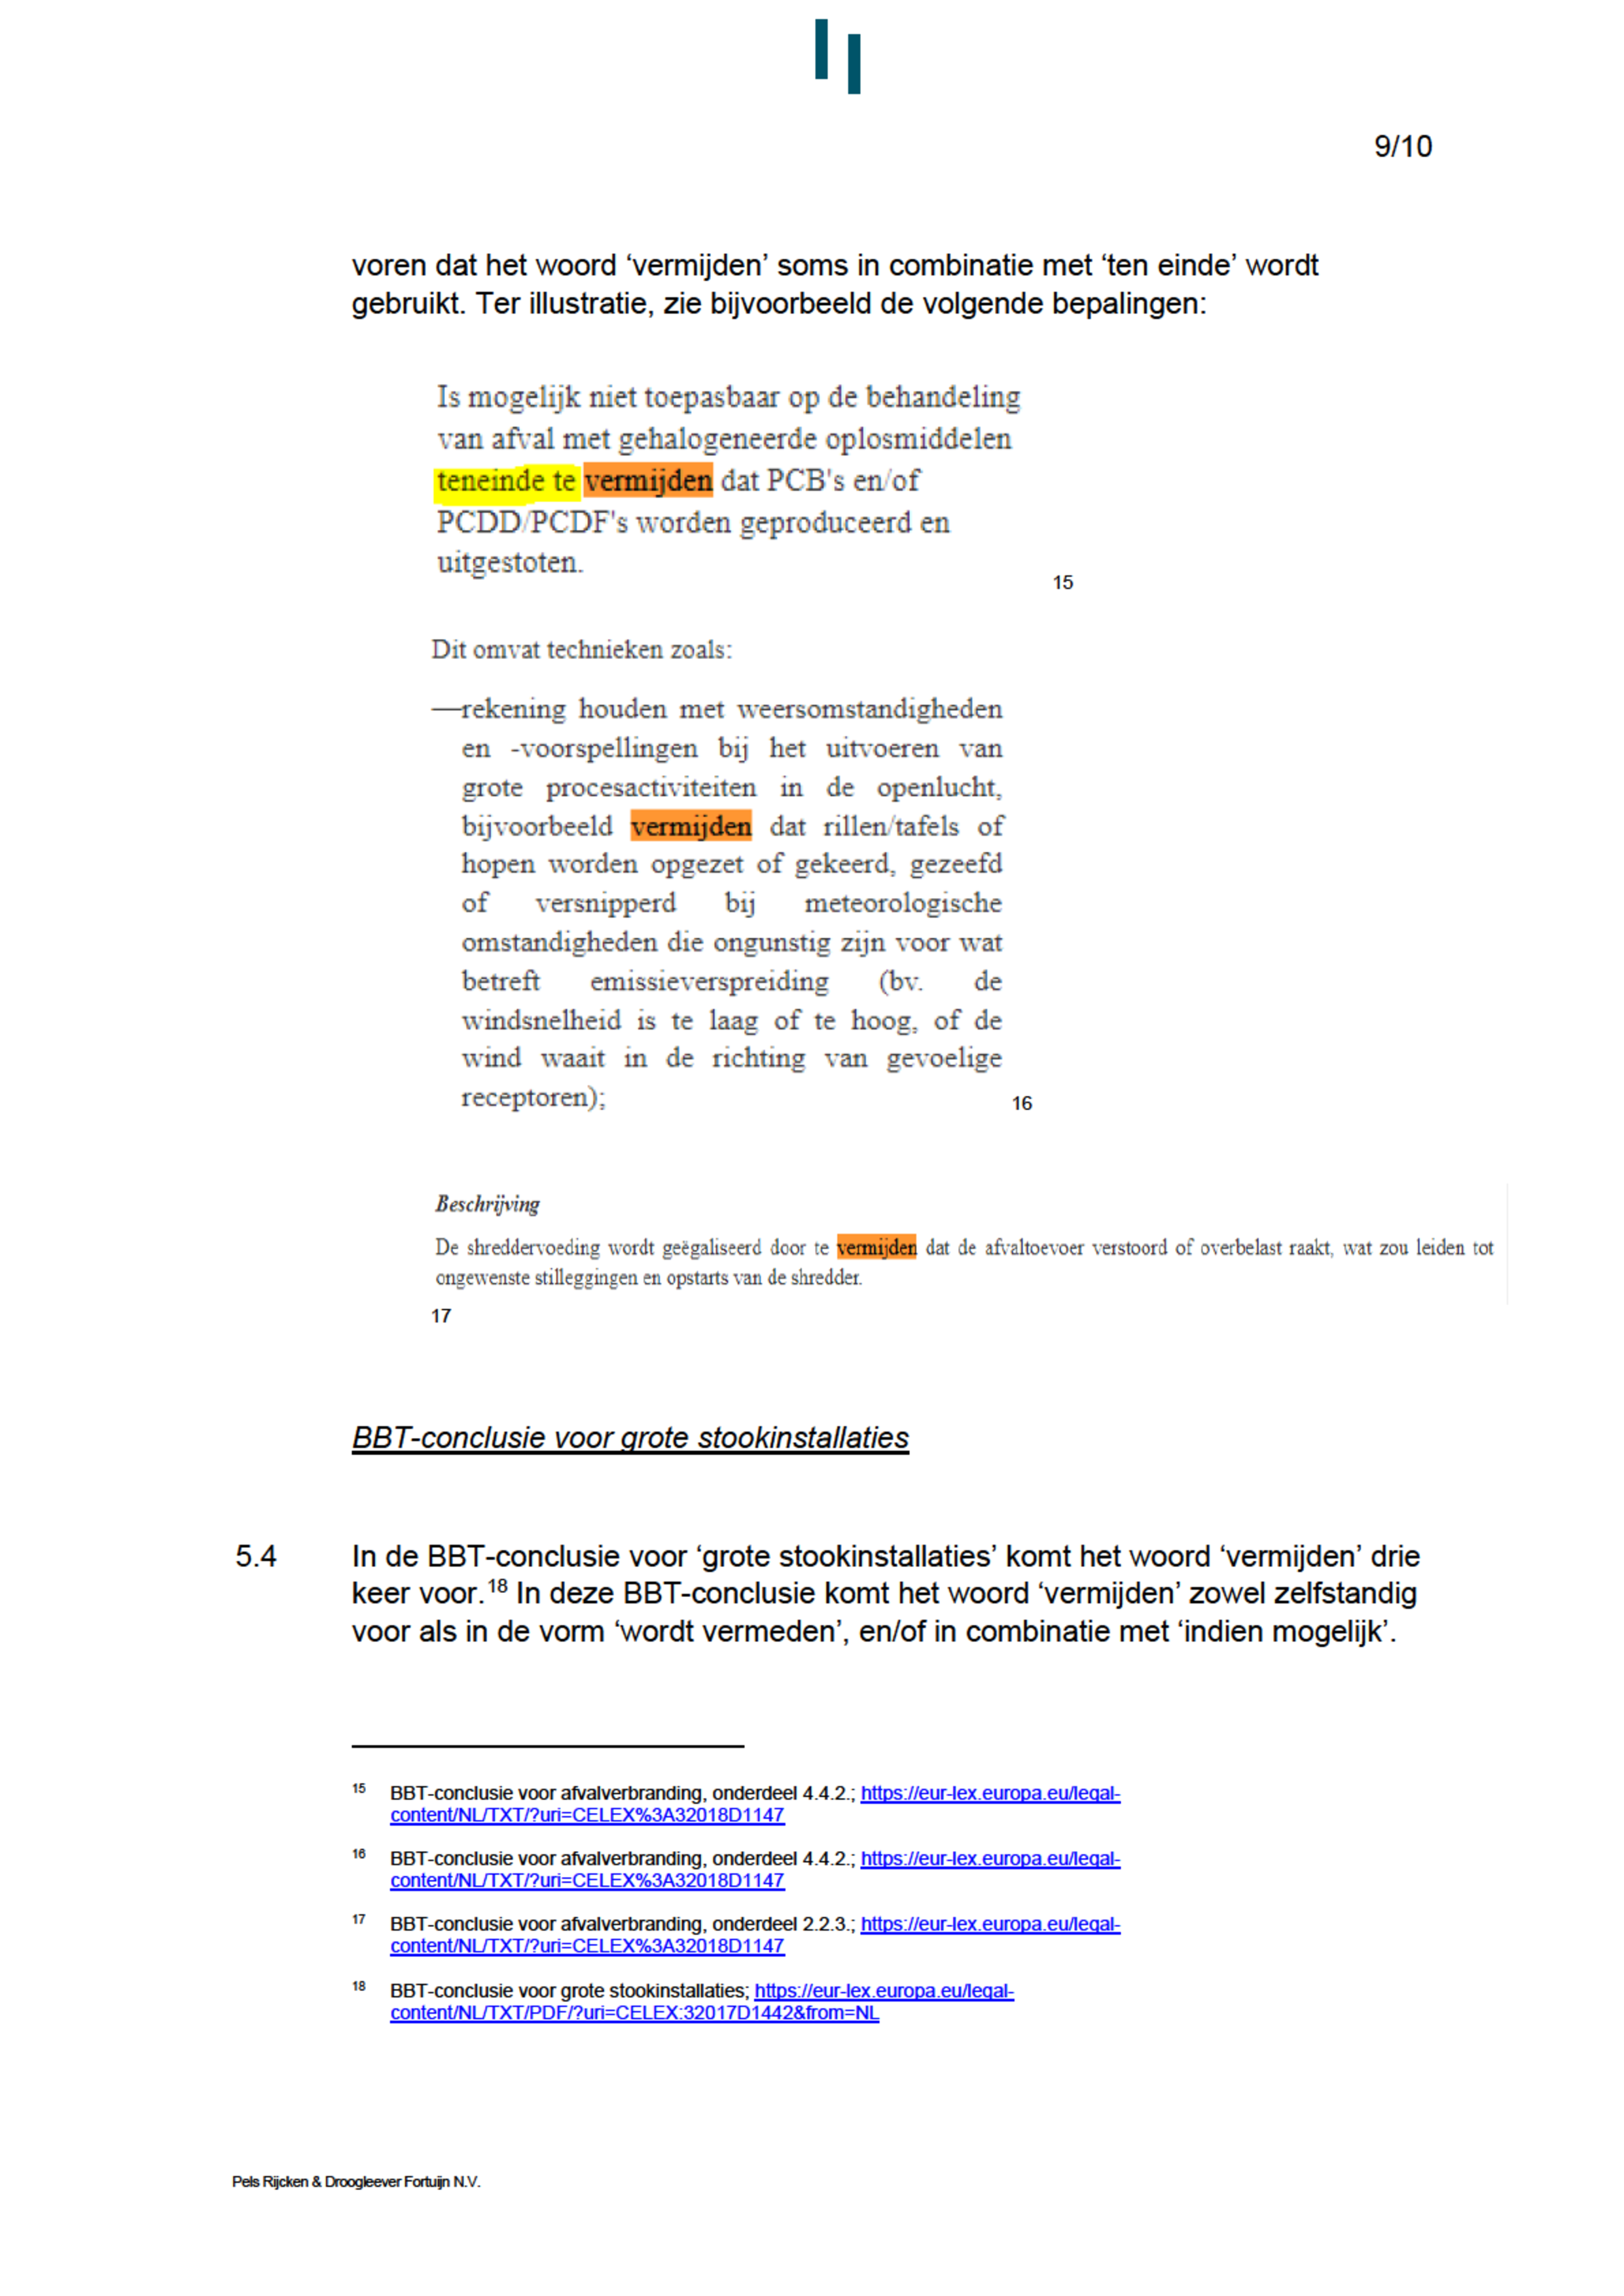 9/10
voren dat het woord ‘vermijden’ soms in combinatie met ‘ten einde’ wordt
gebruikt. Ter illustratie, zie bijvoorbeeld de volgende bepalingen:
Is mogelijk niet toepasbaar op de behandeling
van afval met gehalogeneerde oplosmiddelen
teneinde te vermijden dat PCB's en/of
PCDD/PCDF's worden geproduceerd en
uitgestoten.
15
Dit omvat technieken zoals:
—rekening houden met weersomstandigheden
en -voorspellingen bij het uitvoeren van
grote procesactiviteiten in de openlucht,
bijvoorbeeld vermijden dat rillen/tafels of
hopen worden opgezet of gekeerd, gezeefd
of versnipperd bij meteorologische
omstandigheden die ongunstig zijn voor wat
betreft emissieverspreiding (bv. de
windsnelheid is te laag of te hoog, of de
wind waait in de richting van gevoelige
receptoren);
16
Beschrijving
De shreddervoeding wordt geëgaliseerd door te vermijden dat de afvaltoevoer verstoord of overbelast raakt, wat zou leiden tot
ongewenste stilleggingen en opstarts van de shredder.
17
BBT-conclusie voor grote stookinstallaties
5.4 In de BBT-conclusie voor ‘grote stookinstallaties’ komt het woord ‘vermijden’ drie
keer voor.18 In deze BBT-conclusie komt het woord ‘vermijden’ zowel zelfstandig
voor als in de vorm ‘wordt vermeden’, en/of in combinatie met ‘indien mogelijk’.
15 BBT-conclusie voor afvalverbranding, onderdeel 4.4.2.; https://eur-lex.europa.eu/legal-
content/NL/TXT/?uri=CELEX%3A32018D1147
16 BBT-conclusie voor afvalverbranding, onderdeel 4.4.2.; https://eur-lex.europa.eu/legal-
content/NL/TXT/?uri=CELEX%3A32018D1147
17 BBT-conclusie voor afvalverbranding, onderdeel 2.2.3.; https://eur-lex.europa.eu/legal-
content/NL/TXT/?uri=CELEX%3A32018D1147
18 BBT-conclusie voor grote stookinstallaties; https://eur-lex.europa.eu/legal-
content/NL/TXT/PDF/?uri=CELEX:32017D1442&from=NL
Pels Rijcken & Droogleever Fortuijn N.V.